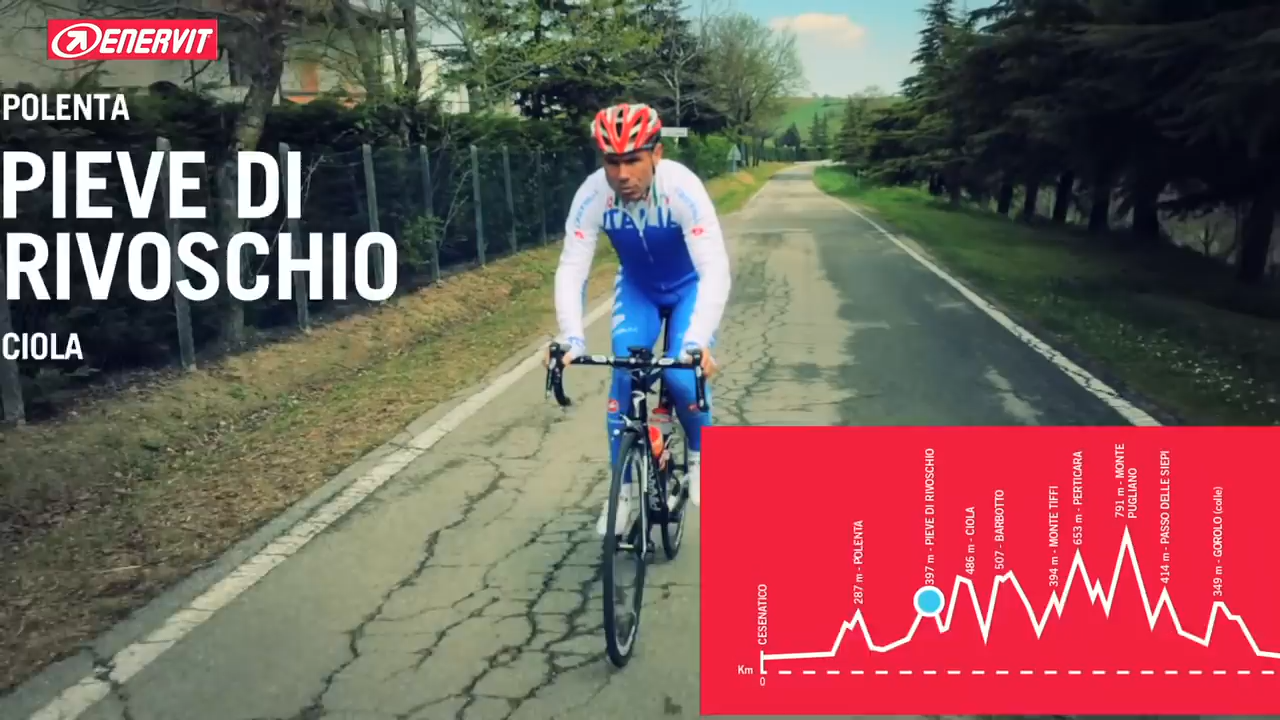 ENERVIT
POLENTA
PIEVE DI
RIVOSCHIO
CIOLA
ITALIA
CESENATICO
287 m - POLENTA
397 m - PIEVE DI RIVOSCHIO
486 m - CIOLA
507 - BARBOTTO
394 m - MONTE TIFFI
653 m - PERTICARA
791 m - MONTE
PUGLIANO
414 m - PASSO DELLE SIEPI
349 m - GOROLO (colle)
Km
0